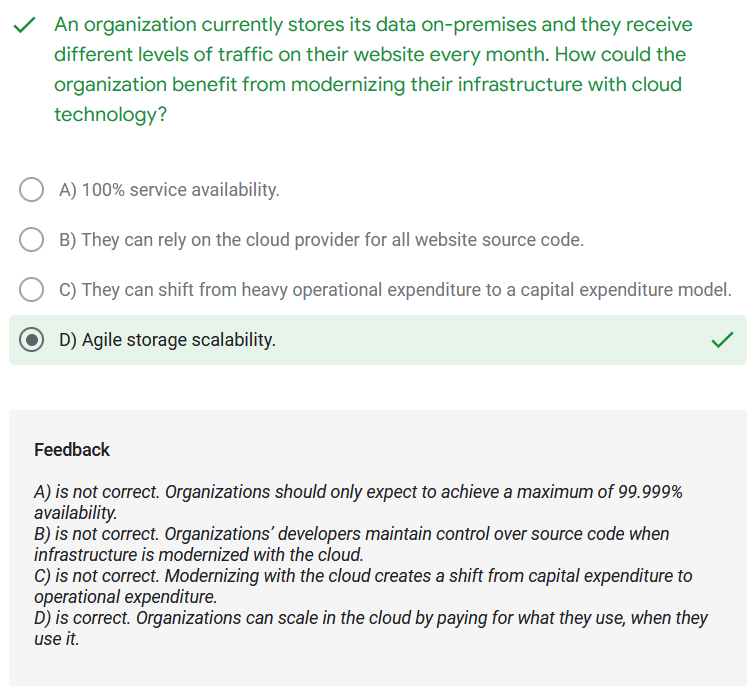 An organization currently stores its data on-premises and they receive
different levels of traffic on their website every month. How could the
organization benefit from modernizing their infrastructure with cloud
technology?
A) 100% service availability.
B) They can rely on the cloud provider for all website source code.
C) They can shift from heavy operational expenditure to a capital expenditure model.
D) Agile storage scalability.
Feedback
A) is not correct. Organizations should only expect to achieve a maximum of 99.999%
availability.
B) is not correct. Organizations’ developers maintain control over source code when
infrastructure is modernized with the cloud.
C) is not correct. Modernizing with the cloud creates a shift from capital expenditure to
operational expenditure.
D) is correct. Organizations can scale in the cloud by paying for what they use, when they
use it.